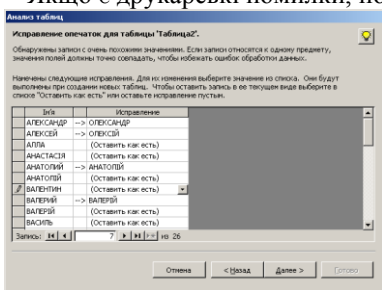 Анализ таблиц
Исправление опечаток для таблицы 'Таблица2'.
Обнаружены записи с очень похожими значениями. Если записи относятся к одному предмету,
значения полей должны точно совпадать, чтобы избежать ошибок обработки данных.
Намечены следующие исправления. Для их изменения выберите значение из списка. Они будут
выполнены при создании новых таблиц. Чтобы оставить запись в ее текущем виде выберите в
списке "Оставить как есть" или оставьте исправление пустым.
Ім'я Исправление
АЛЕКСАНДР --> ОЛЕКСАНДР
АЛЕКСЕЙ --> ОЛЕКСІЙ
АЛЛА (Оставить как есть)
АНАСТАСІЯ (Оставить как есть)
АНАТОЛИЙ --> АНАТОЛІЙ
АНАТОЛІЙ (Оставить как есть)
ВАЛЕНТИН (Оставить как есть)
ВАЛЕРИЙ --> ВАЛЕРІЙ
ВАЛЕРІЙ (Оставить как есть)
ВАСИЛЬ (Оставить как есть)
Запись: 7 из 26
Отмена < Назад Далее > Готово